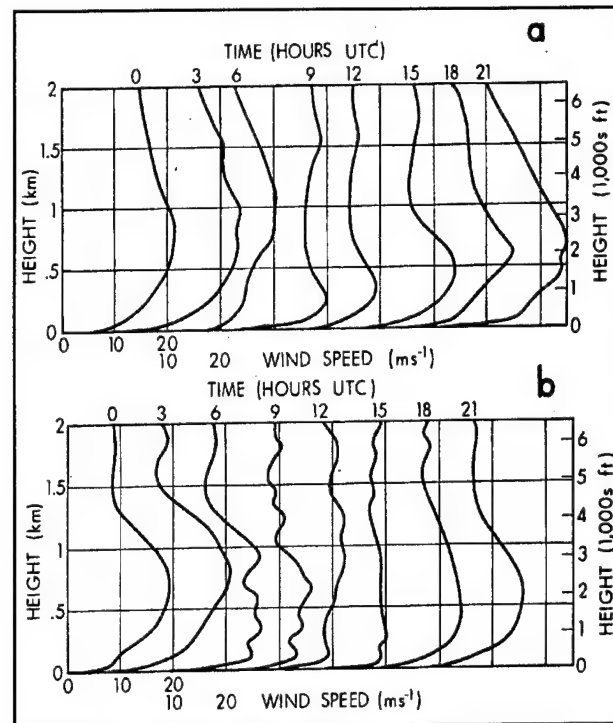 a
TIME (HOURS UTC)
0 3 6 9 12 15 18 21
2
1.5
1
.5
0
HEIGHT (km)
6
5
4
3
2
1
0
HEIGHT (1,000s ft)
0 10 20
10 20 WIND SPEED (ms⁻¹)
b
TIME (HOURS UTC)
0 3 6 9 12 15 18 21
2
1.5
1
.5
0
HEIGHT (km)
6
5
4
3
2
1
0
HEIGHT (1,000s ft)
0 10 20
10 20 WIND SPEED (ms⁻¹)